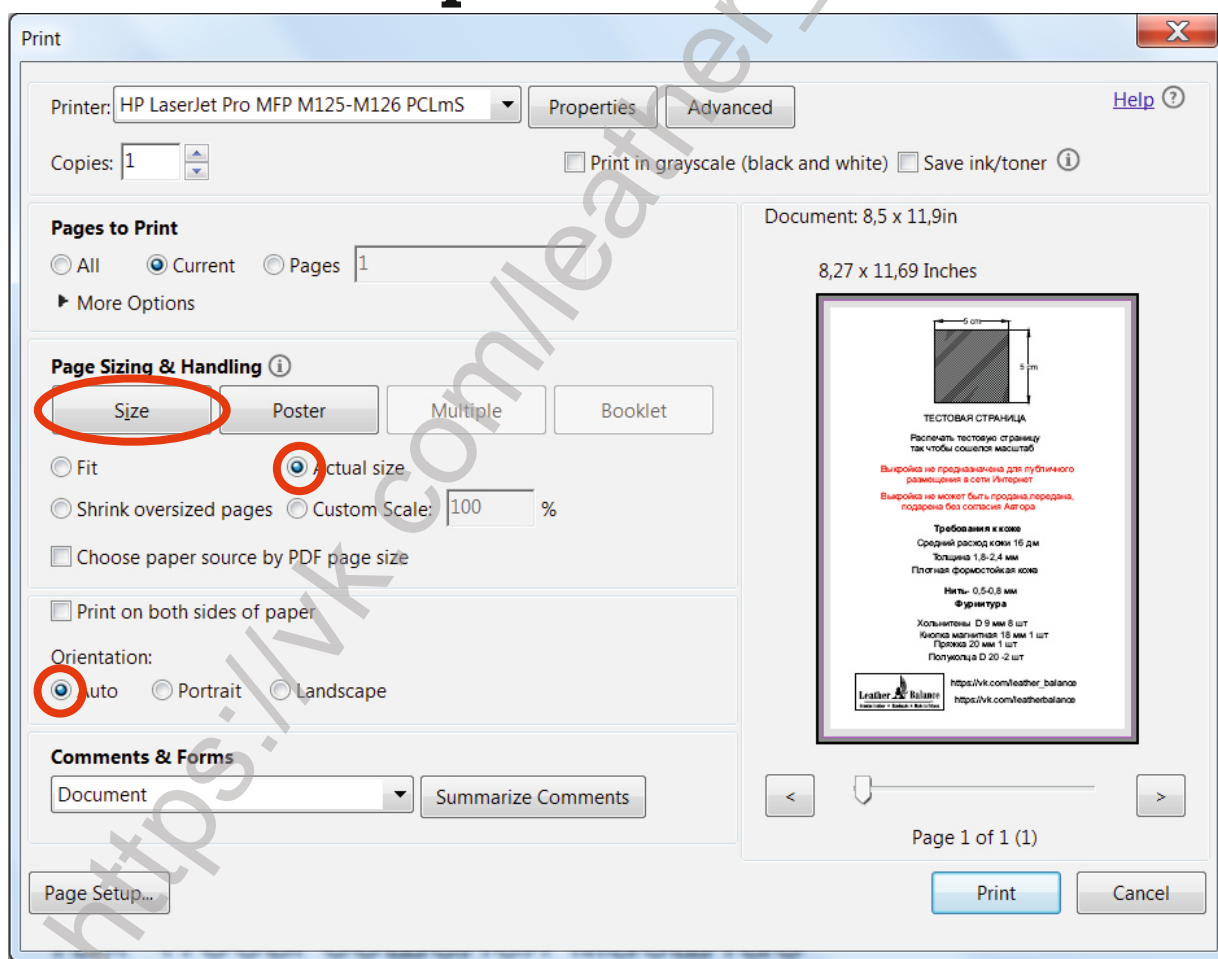 Print
Printer: HP LaserJet Pro MFP M125-M126 PCLmS Properties Advanced Help
Copies: 1 Print in grayscale (black and white) Save ink/toner
Pages to Print
All Current Pages 1
More Options
Page Sizing & Handling
Size Poster Multiple Booklet
Fit Actual size
Shrink oversized pages Custom Scale: 100 %
Choose paper source by PDF page size
Print on both sides of paper
Orientation:
Auto Portrait Landscape
Comments & Forms
Document Summarize Comments
Page Setup...
Document: 8,5 x 11,9in
8,27 x 11,69 Inches
5 cm
5 cm
ТЕСТОВАЯ СТРАНИЦА
Распечать тестовую страницу
так чтобы сошелся масштаб
Выкройка не предназначена для публичного
размещения в сети Интернет
Выкройка не может быть продана,передана,
подарена без согласия Автора
Требования к коже
Средний расход кожи 16 дм
Толщина 1,8-2,4 мм
Плотная формостойкая кожа
Нить- 0,5-0,8 мм
Фурнитура
Хольнитены D 9 мм 8 шт
Кнопка магнитная 18 мм 1 шт
Пряжка 20 мм 1 шт
Полукольца D 20 -2 шт
Leather Balance
https://vk.com/leather_balance
https://vk.com/leatherbalance
< >
Page 1 of 1 (1)
Print Cancel
https://vk.com/leather_